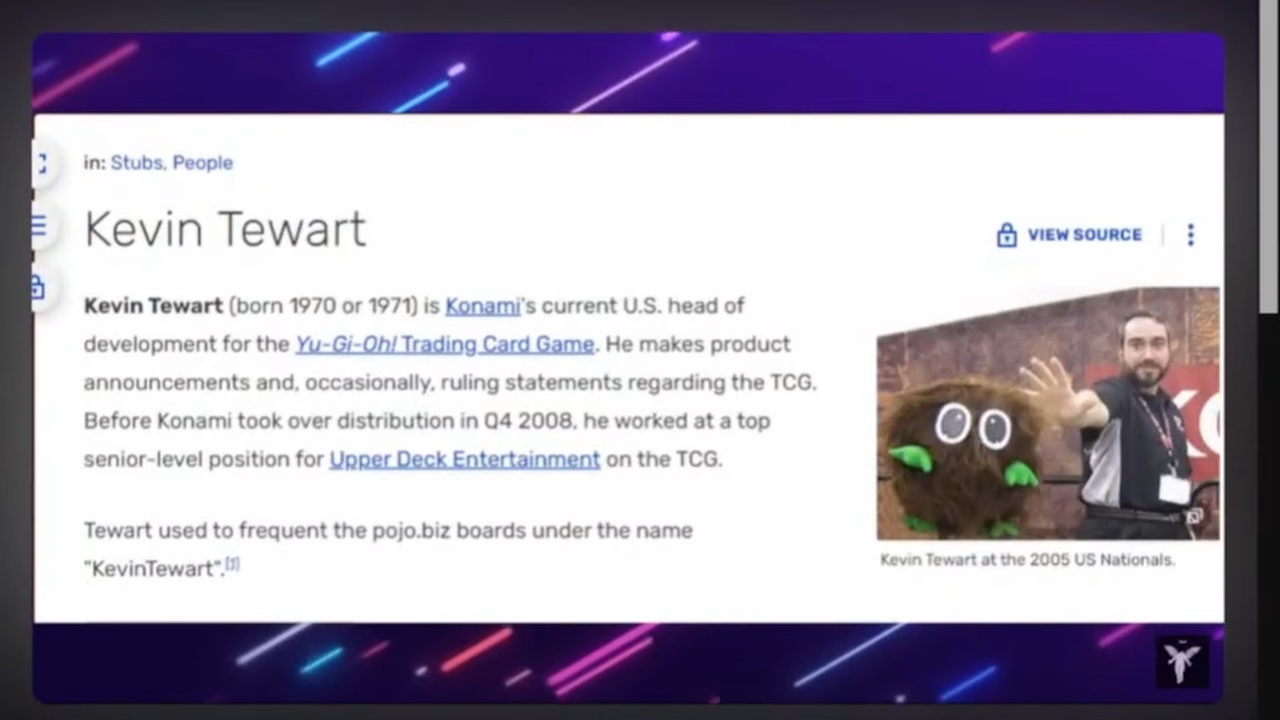 in: Stubs, People
Kevin Tewart
VIEW SOURCE
Kevin Tewart (born 1970 or 1971) is Konami's current U.S. head of
development for the Yu-Gi-Oh! Trading Card Game. He makes product
announcements and, occasionally, ruling statements regarding the TCG.
Before Konami took over distribution in Q4 2008, he worked at a top
senior-level position for Upper Deck Entertainment on the TCG.
Tewart used to frequent the pojo.biz boards under the name
"KevinTewart".[1]
KO
Kevin Tewart at the 2005 US Nationals.